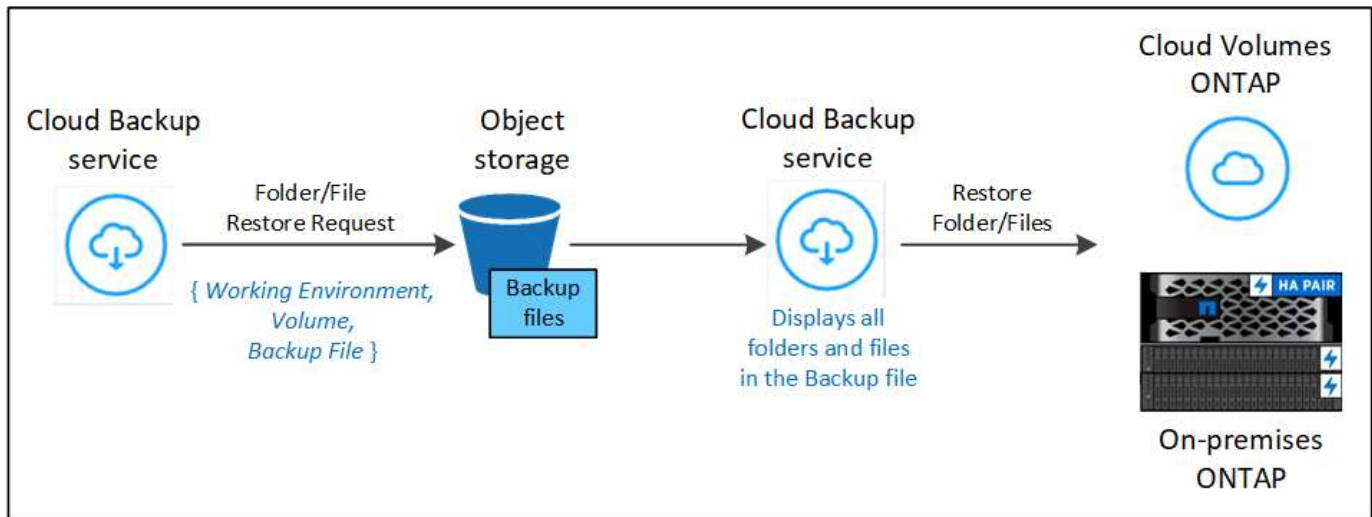 Cloud Backup
service
Folder/File
Restore Request
{ Working Environment,
Volume,
Backup File }
Object
storage
Backup
files
Cloud Backup
service
Displays all
folders and files
in the Backup file
Restore
Folder/Files
Cloud Volumes
ONTAP
HA PAIR
On-premises
ONTAP